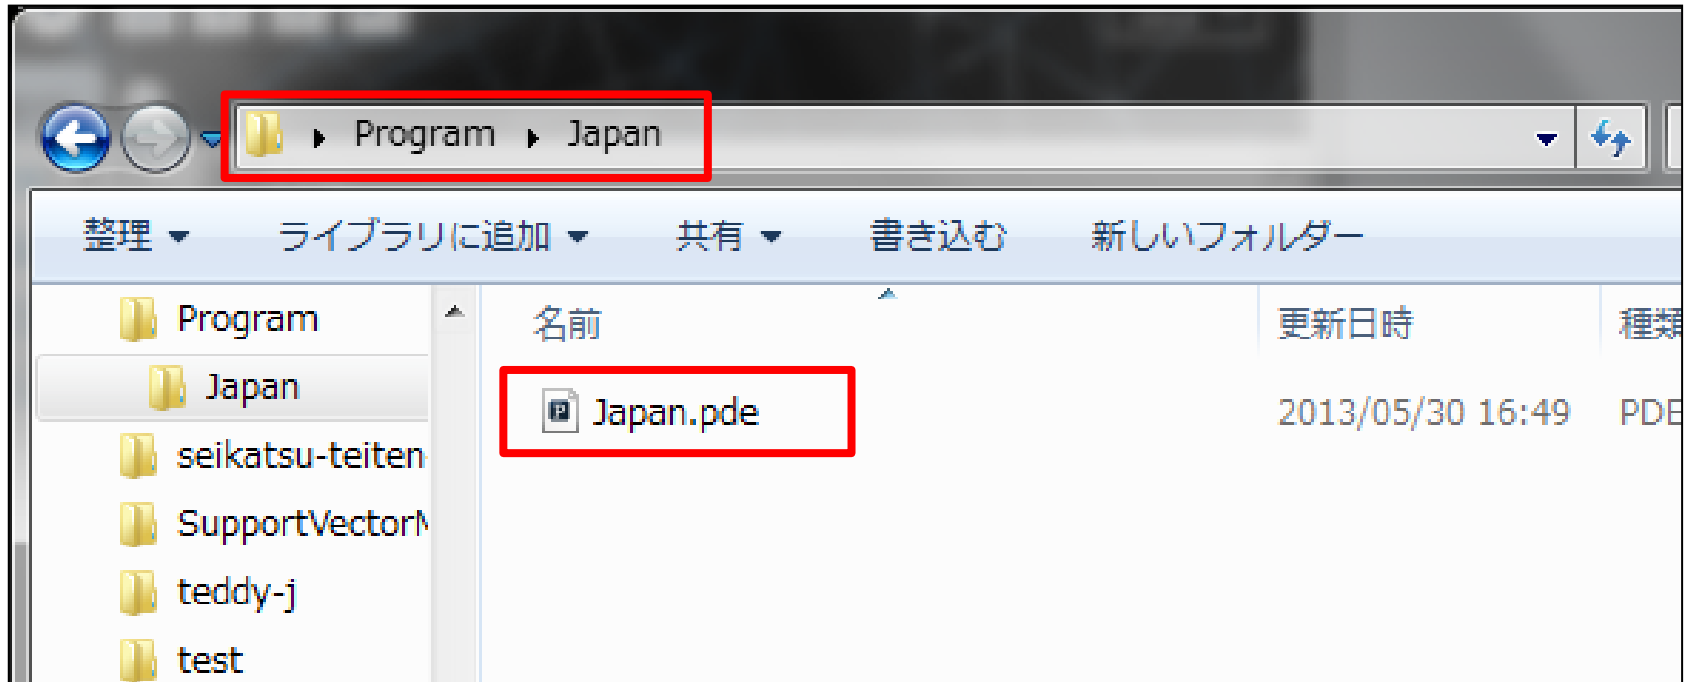 Program Japan
整理 ライブラリに追加 共有 書き込む 新しいフォルダー
Program
Japan
seikatsu-teiten
SupportVector
teddy-j
test
名前 更新日時 種類
Japan.pde 2013/05/30 16:49 PDE